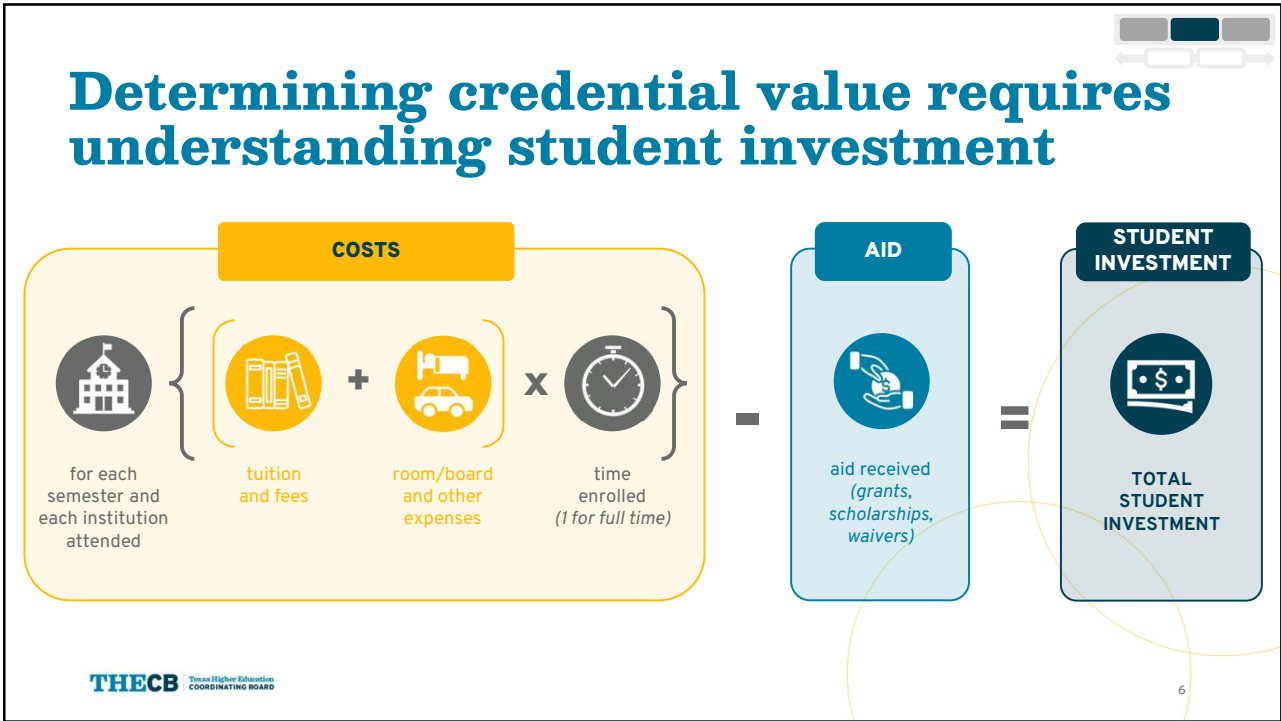 Determining credential value requires
understanding student investment
COSTS
for each
semester and
each institution
attended
{
[
tuition
and fees
+
room/board
and other
expenses
]
x
time
enrolled
(1 for full time)
}
-
AID
$
aid received
(grants,
scholarships,
waivers)
=
STUDENT
INVESTMENT
$
TOTAL
STUDENT
INVESTMENT
THECB Texas Higher Education
COORDINATING BOARD
6